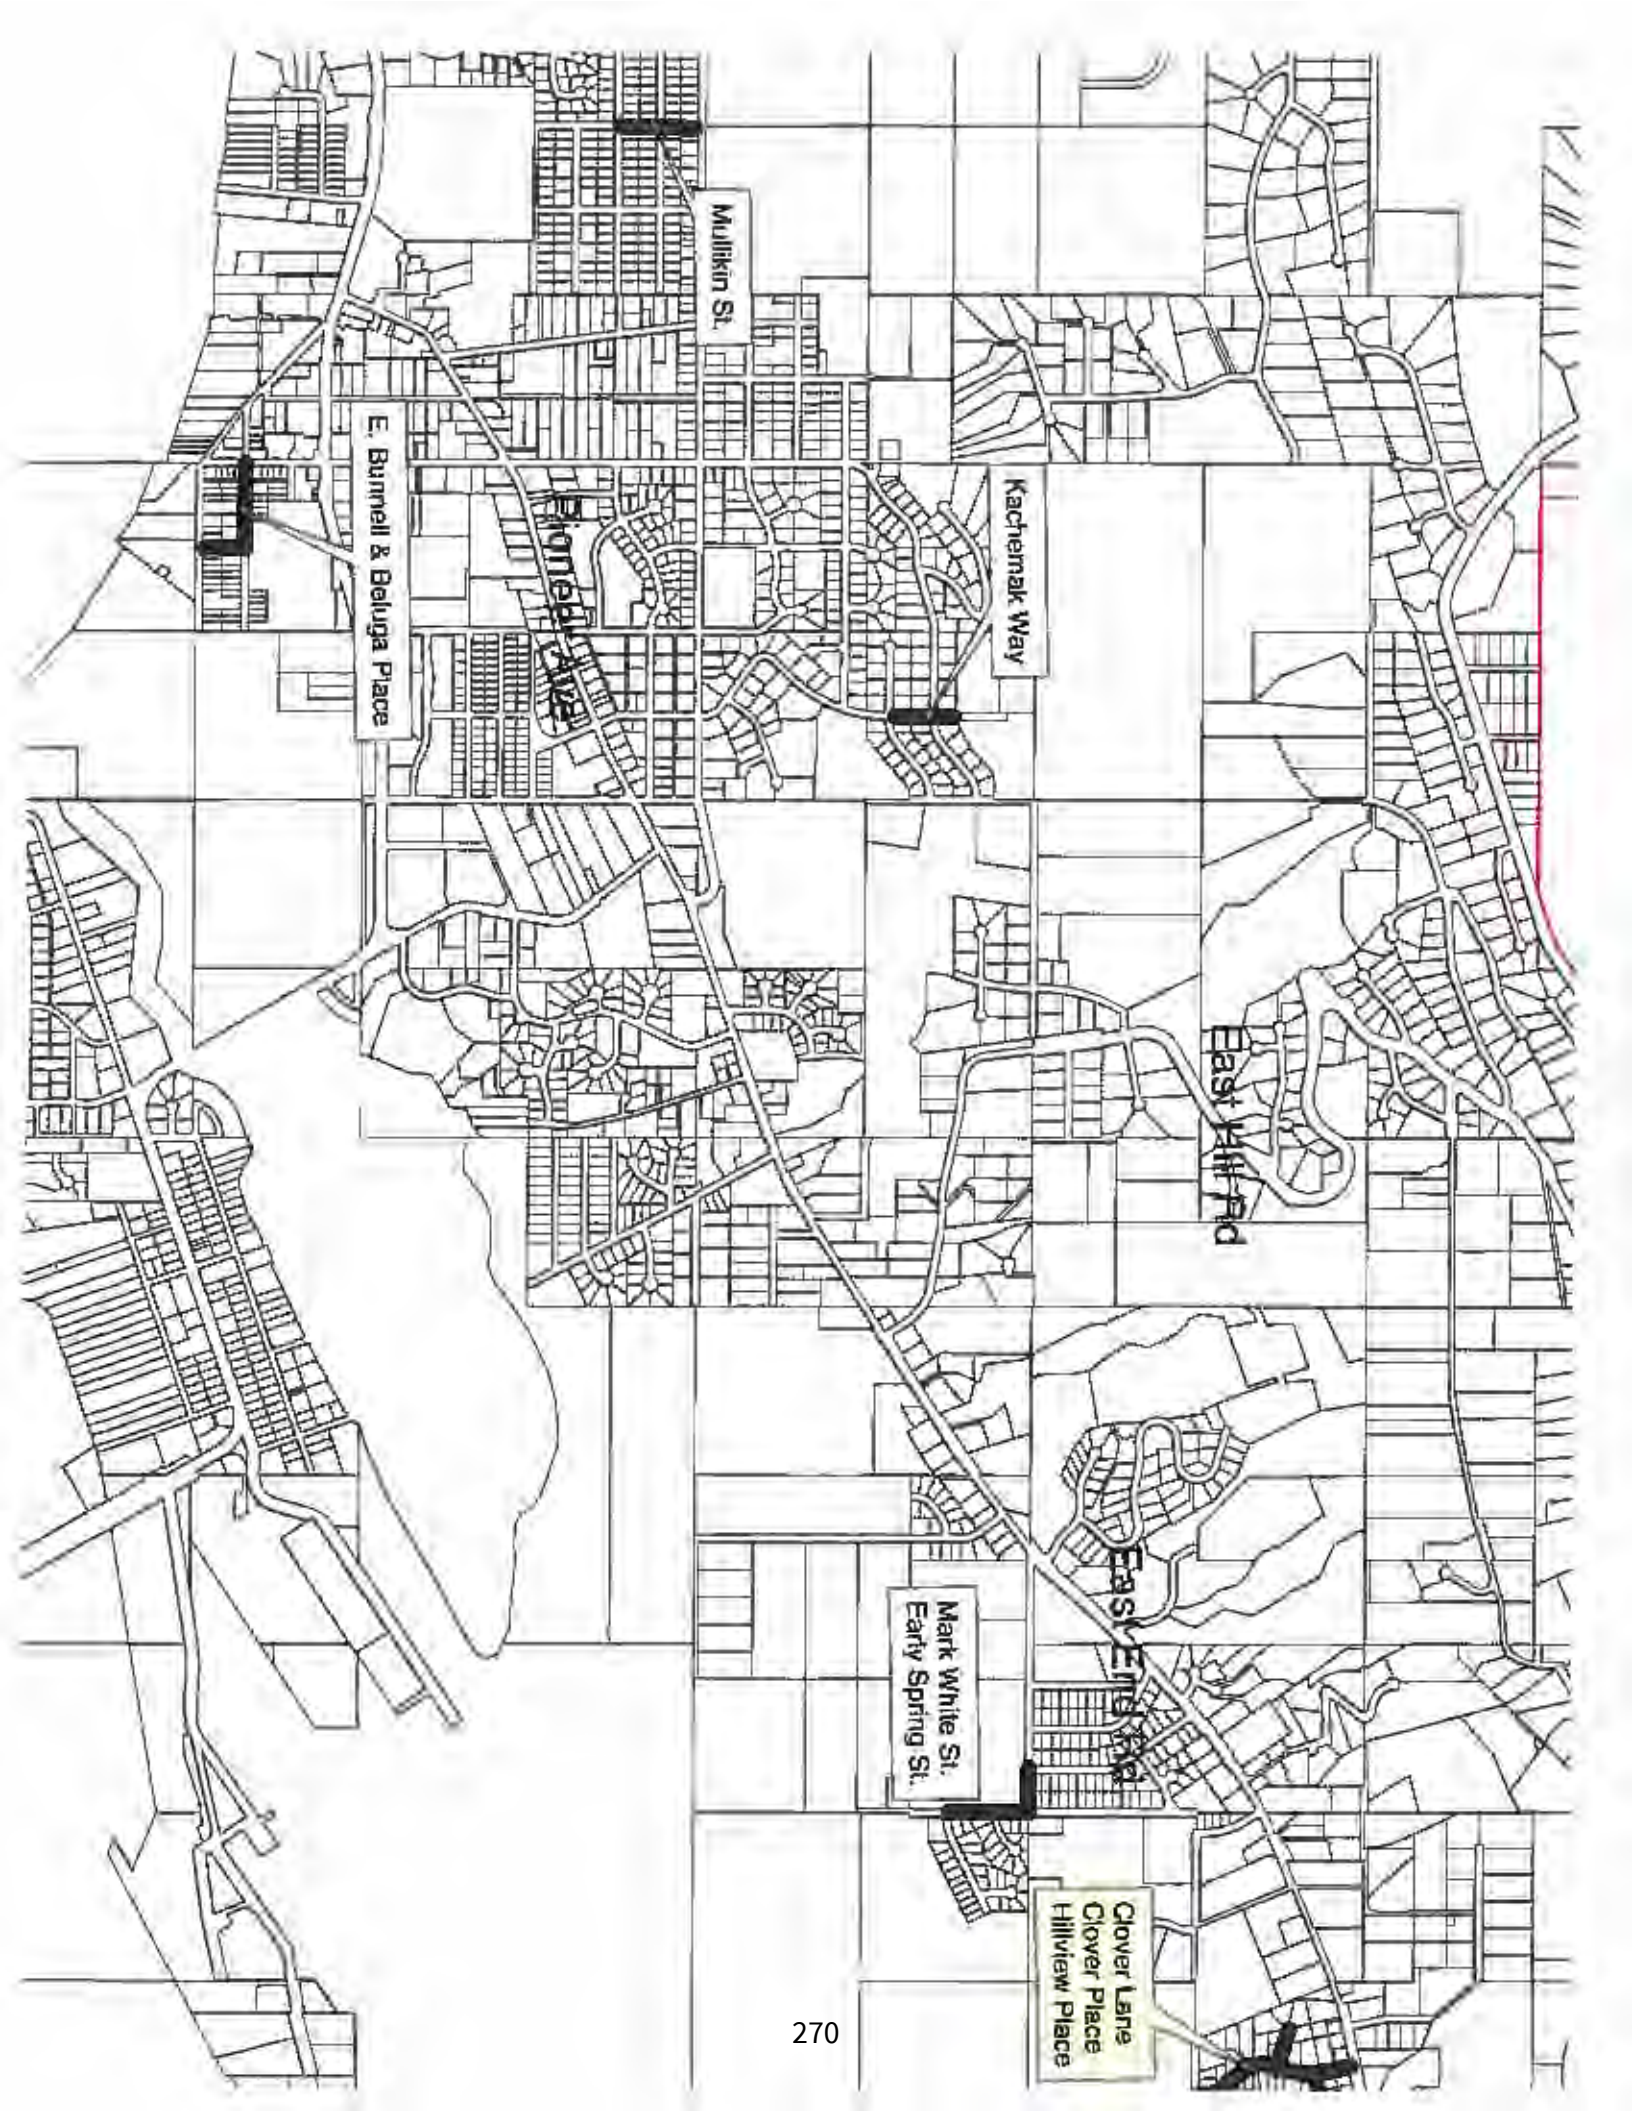 Mullikin St.
Kachemak Way
E. Bunnell & Beluga Place
Pioneer Ave
East Hill Rd
East End Rd
Mark White St.
Early Spring St.
Clover Lane
Clover Place
Hillview Place
270